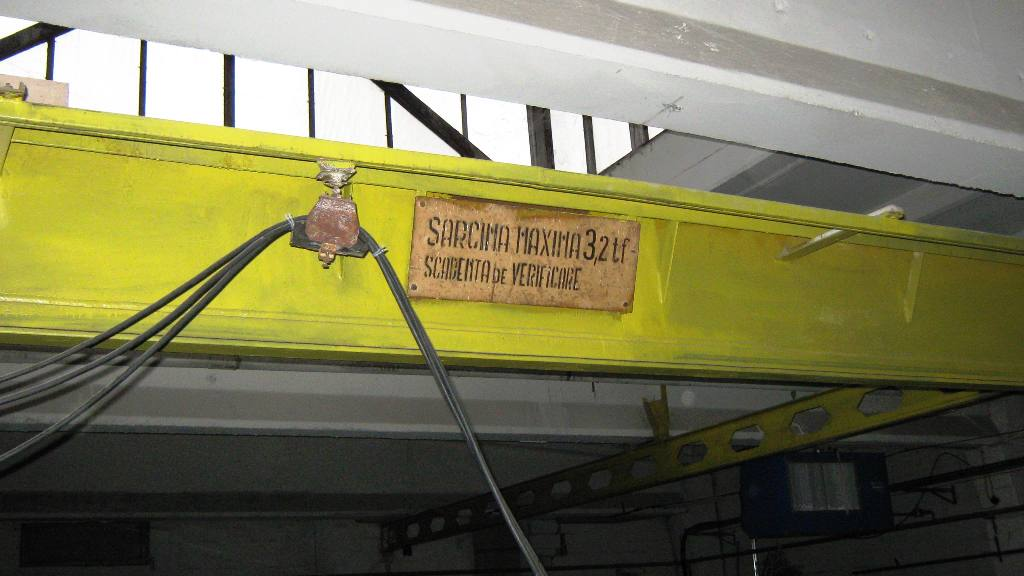 SARCINA MAXIMA 3,2 tf
SCADENTA DE VERIFICARE